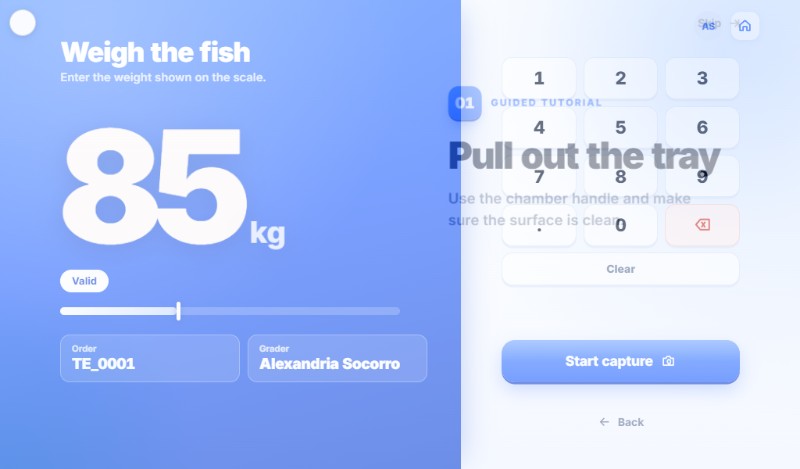 Weigh the fish
Enter the weight shown on the scale.
85 kg
Valid
Order
TE_0001
Grader
Alexandria Socorro
Skip
AS
01
GUIDED TUTORIAL
Pull out the tray
Use the chamber handle and make
sure the surface is clean.
1 2 3
4 5 6
7 8 9
. 0
Clear
Start capture
Back